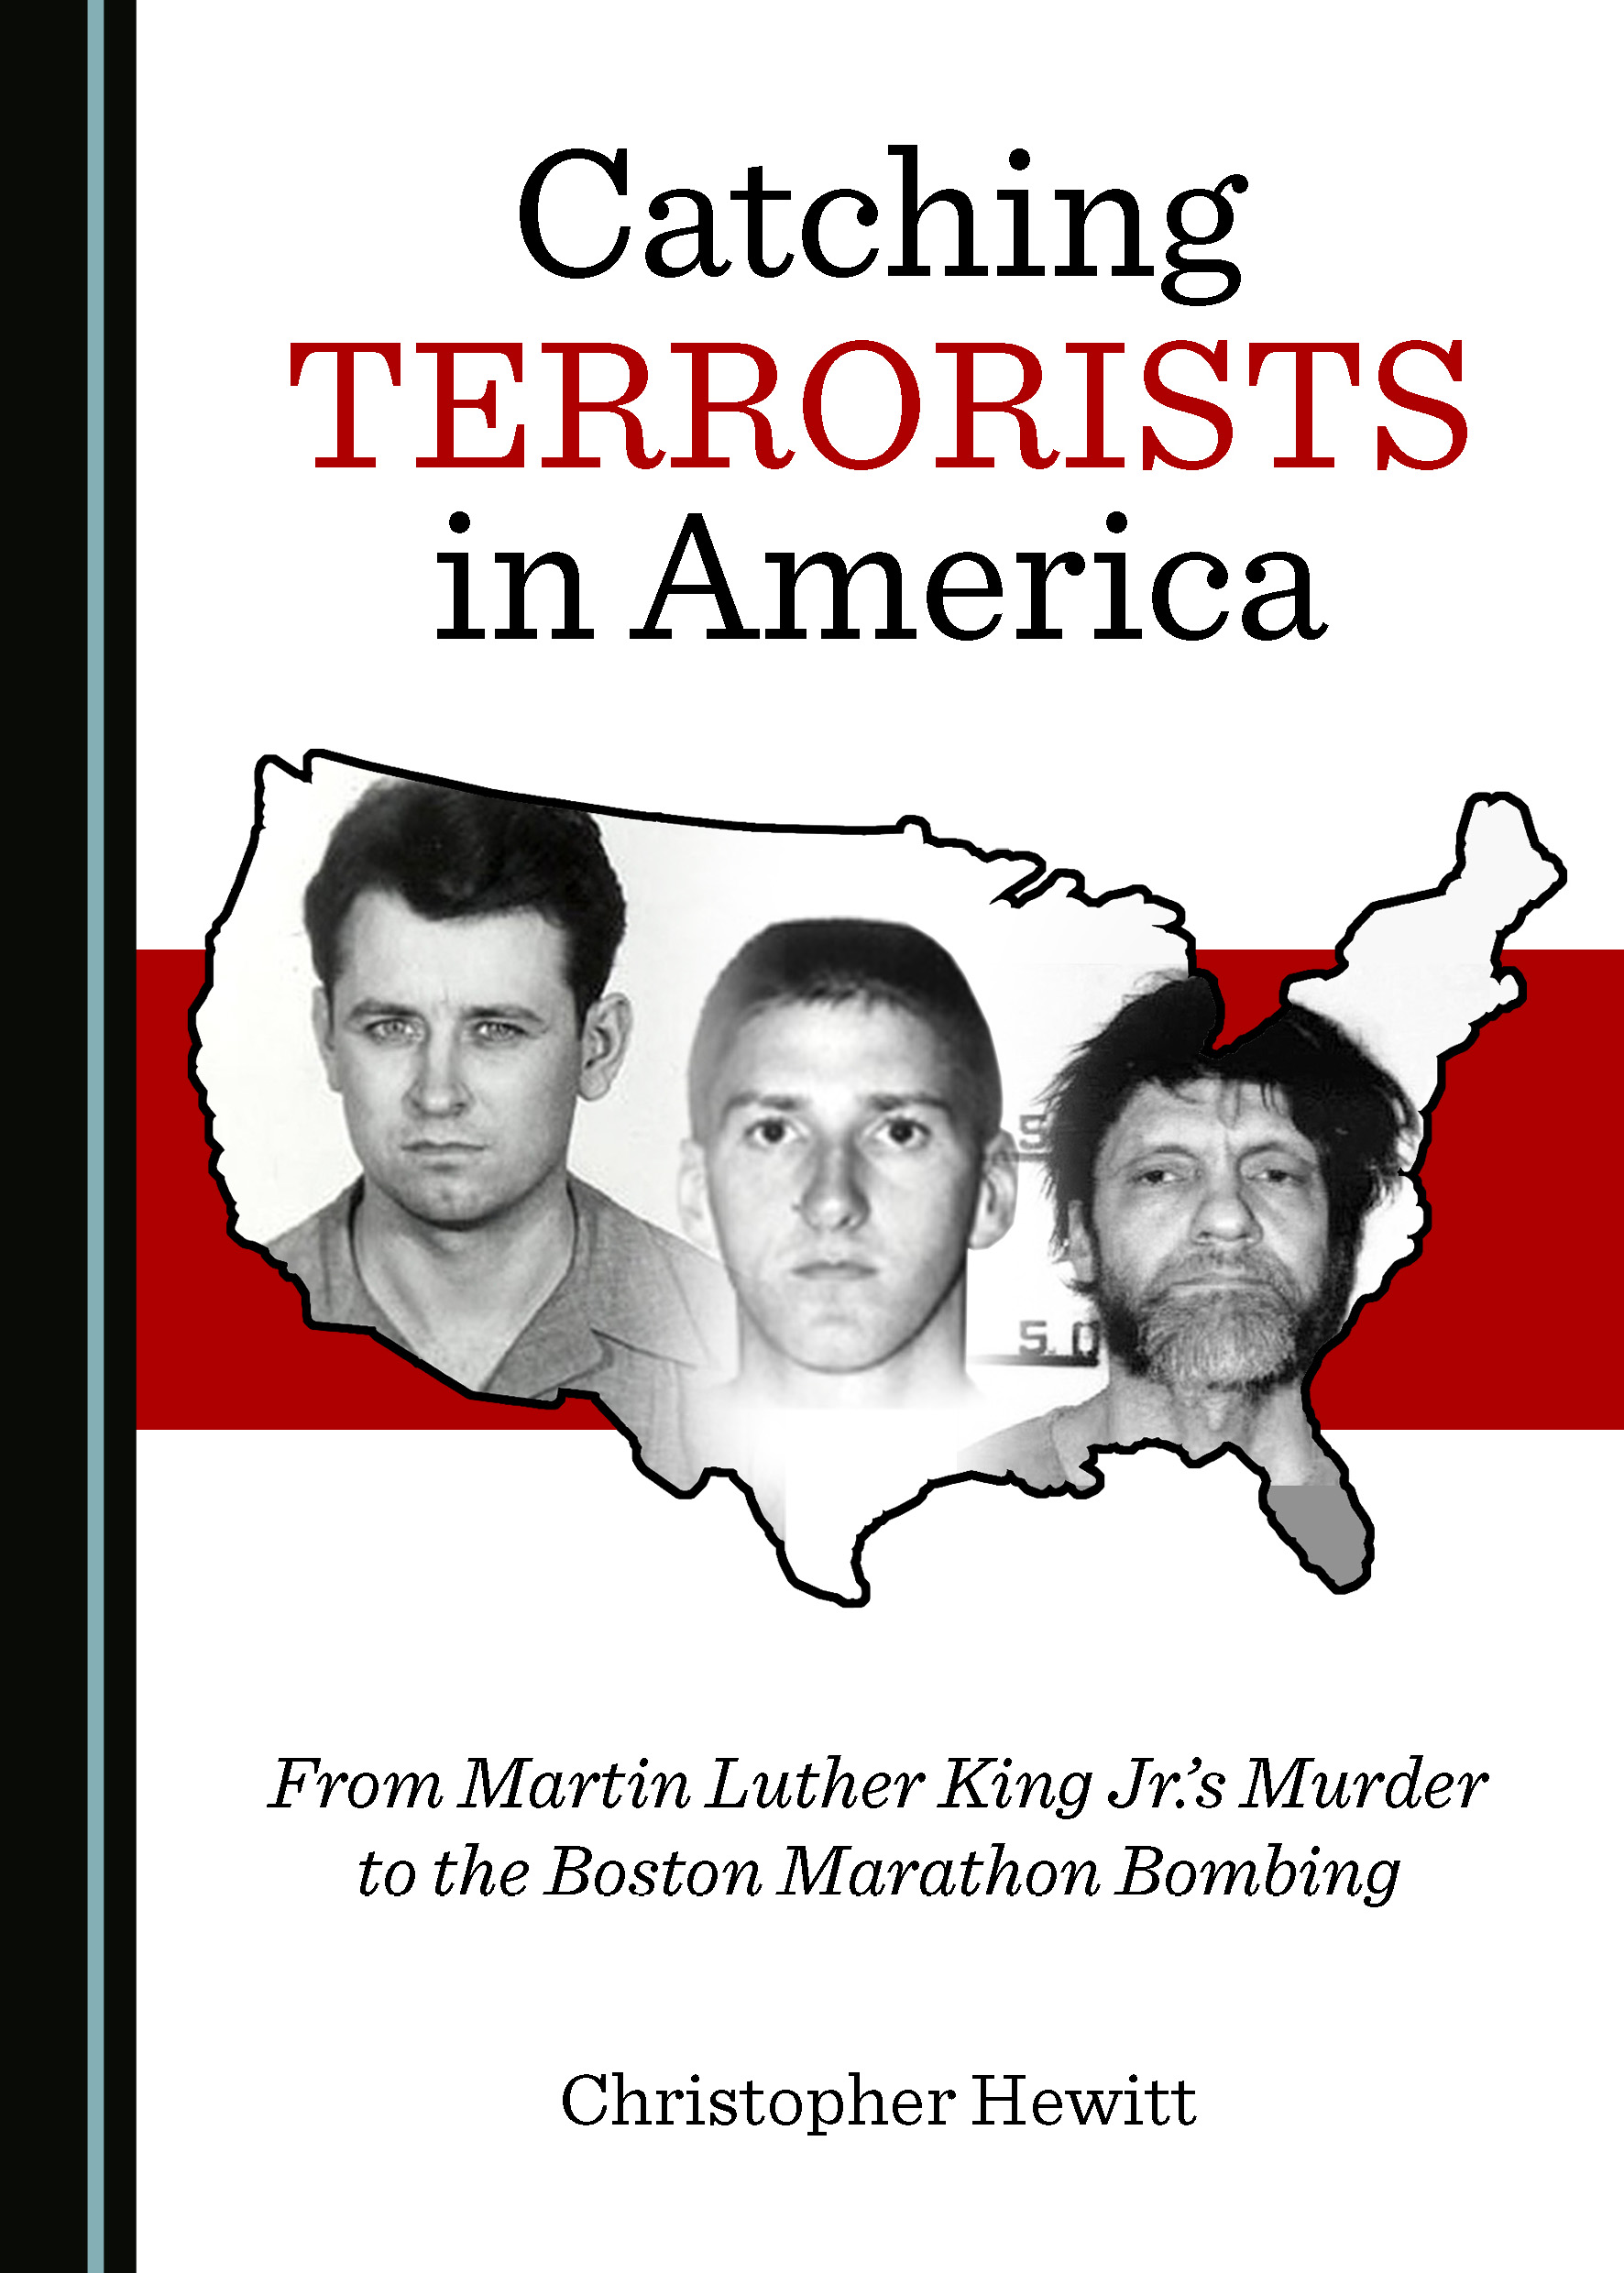 Catching
TERRORISTS
in America
S
S. D
From Martin Luther King Jr.'s Murder
to the Boston Marathon Bombing
Christopher Hewitt